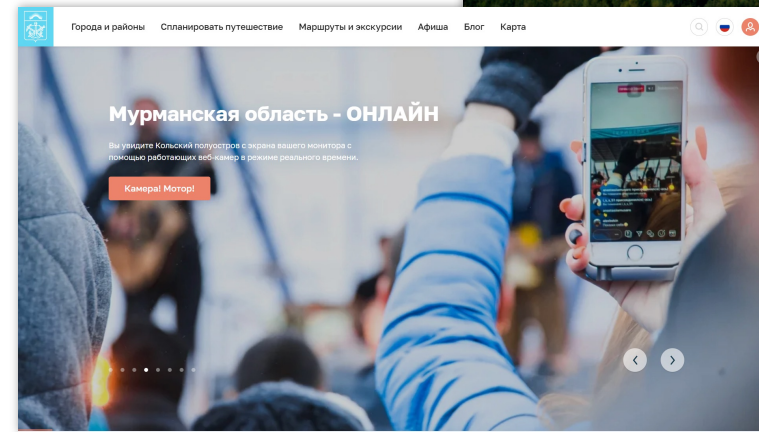 Города и районы Спланировать путешествие Маршруты и экскурсии Афиша Блог Карта
Мурманская область - ОНЛАЙН
Вы увидите Кольский полуостров с экрана вашего монитора с
помощью работающих веб-камер в режиме реального времени.
Камера! Мотор!